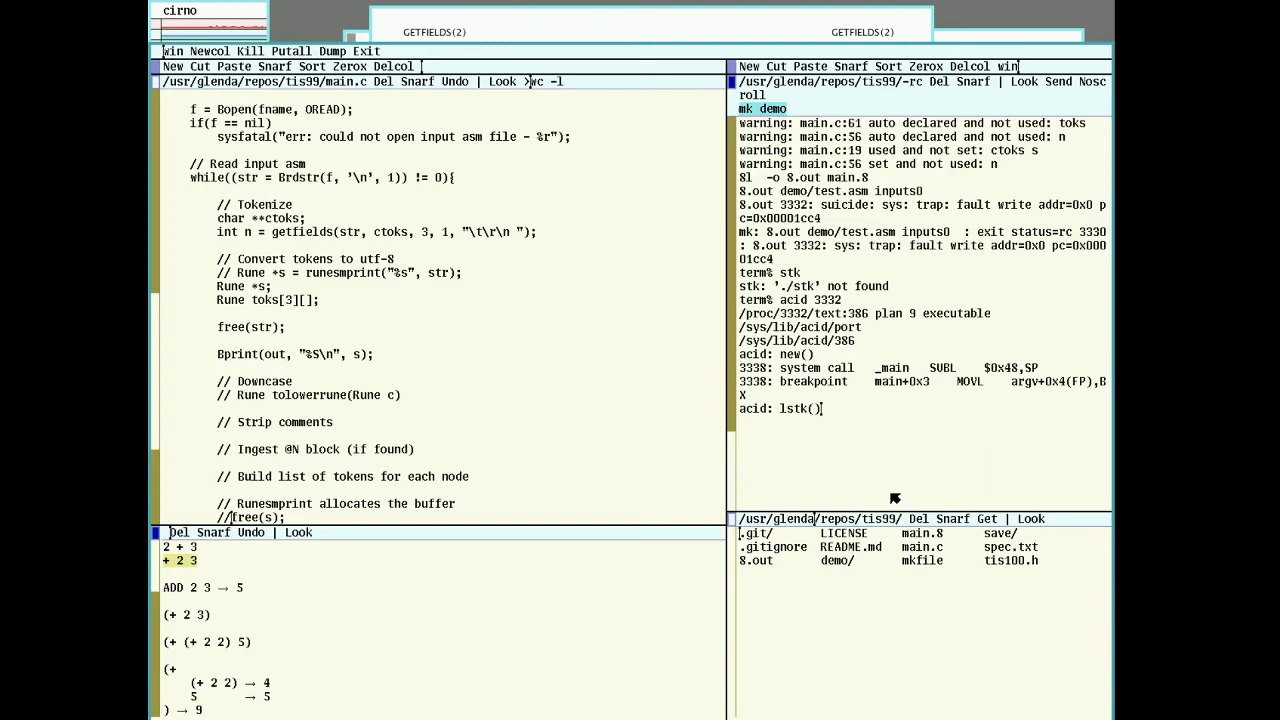 cirno
GETFIELDS(2)
GETFIELDS(2)
Win Newcol Kill Putall Dump Exit
New Cut Paste Snarf Sort Zerox Delcol
/usr/glenda/repos/tis99/main.c Del Snarf Undo | Look >wc -l
f = Bopen(fname, OREAD);
if(f == nil)
sysfatal("err: could not open input asm file - %r");
// Read input asm
while((str = Brdstr(f, '\n', 1)) != 0){
// Tokenize
char **ctoks;
int n = getfields(str, ctoks, 3, 1, "\t\r\n ");
// Convert tokens to utf-8
// Rune *s = runesmprint("%s", str);
Rune *s;
Rune toks[3][];
free(str);
Bprint(out, "%S\n", s);
// Downcase
// Rune tolowerrune(Rune c)
// Strip comments
// Ingest @N block (if found)
// Build list of tokens for each node
// Runesmprint allocates the buffer
//free(s);
Del Snarf Undo | Look
2 + 3
+ 2 3
ADD 2 3 → 5
(+ 2 3)
(+ (+ 2 2) 5)
(+
(+ 2 2) → 4
5 → 5
) → 9
New Cut Paste Snarf Sort Zerox Delcol win
/usr/glenda/repos/tis99/-rc Del Snarf | Look Send Nosc
roll
mk demo
warning: main.c:61 auto declared and not used: toks
warning: main.c:56 auto declared and not used: n
warning: main.c:19 used and not set: ctoks s
warning: main.c:56 set and not used: n
8l -o 8.out main.8
8.out demo/test.asm inputs0
8.out 3332: suicide: sys: trap: fault write addr=0x0 p
c=0x00001cc4
mk: 8.out demo/test.asm inputs0 : exit status=rc 3330
: 8.out 3332: sys: trap: fault write addr=0x0 pc=0x000
01cc4
term% stk
stk: './stk' not found
term% acid 3332
/proc/3332/text:386 plan 9 executable
/sys/lib/acid/port
/sys/lib/acid/386
acid: new()
3338: system call _main SUBL $0x48,SP
3338: breakpoint main+0x3 MOVL argv+0x4(FP),B
X
acid: lstk()
/usr/glenda/repos/tis99/ Del Snarf Get | Look
.git/ LICENSE main.8 save/
.gitignore README.md main.c spec.txt
8.out demo/ mkfile tis100.h